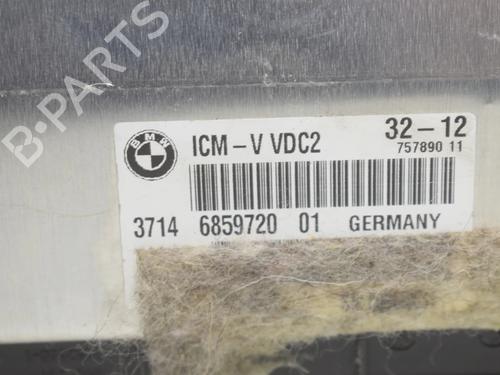 B-PARTS
BMW
ICM-V VDC2
32-12
757890 11
3714 6859720 01 GERMANY